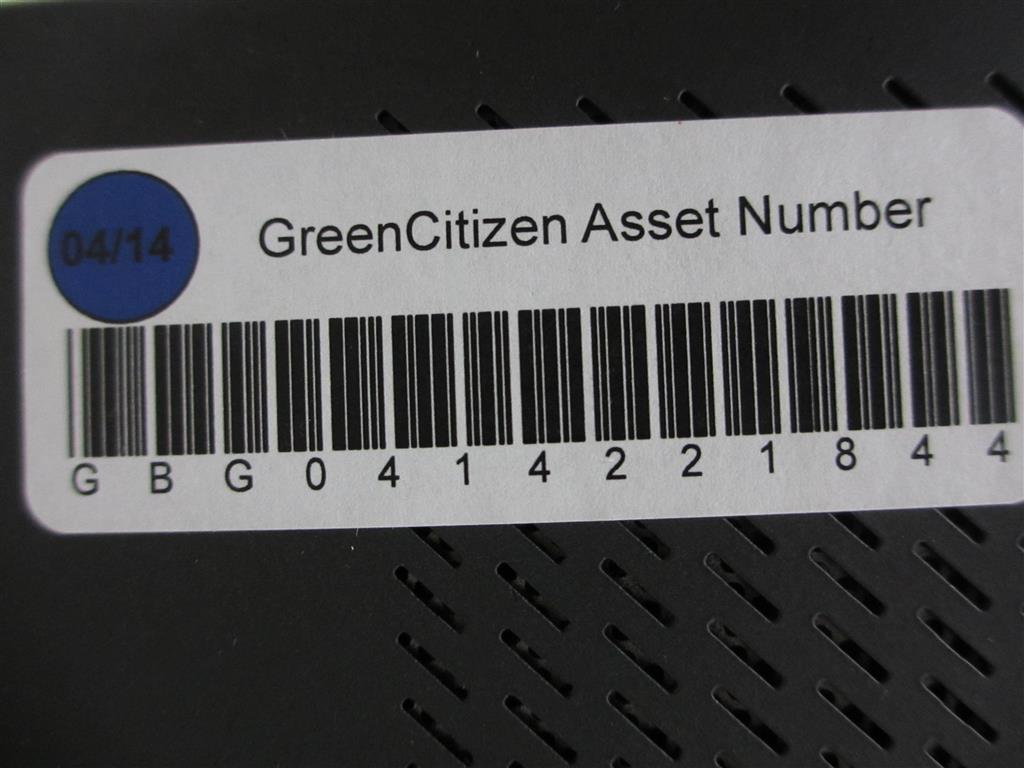 04/14
GreenCitizen Asset Number
G B G 0 4 1 4 2 2 1 8 4 4